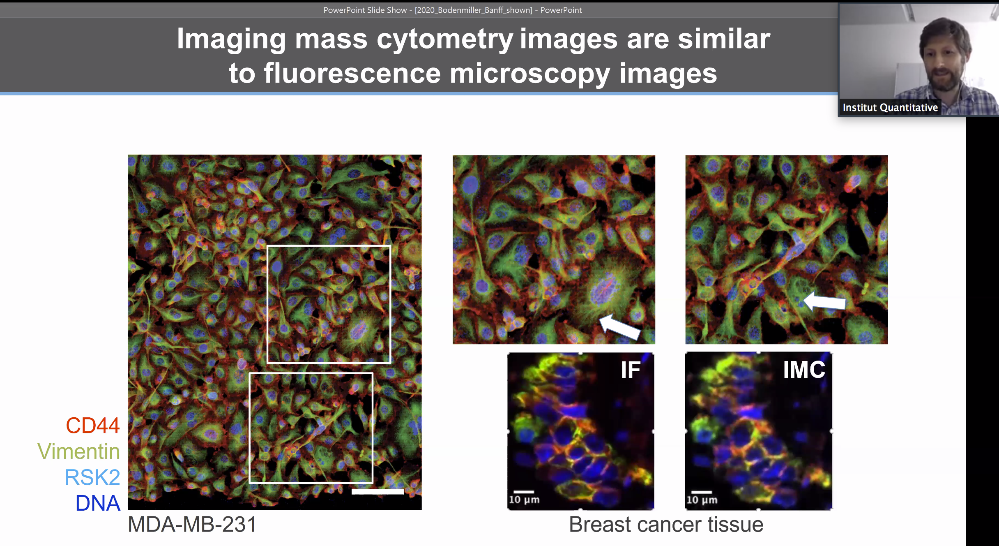 PowerPoint Slide Show - [2020_Bodenmiller_Banff_shown] - PowerPoint
Imaging mass cytometry images are similar
to fluorescence microscopy images
Institut Quantitative
CD44
Vimentin
RSK2
DNA
MDA-MB-231
IF
10 µm
IMC
10 µm
Breast cancer tissue